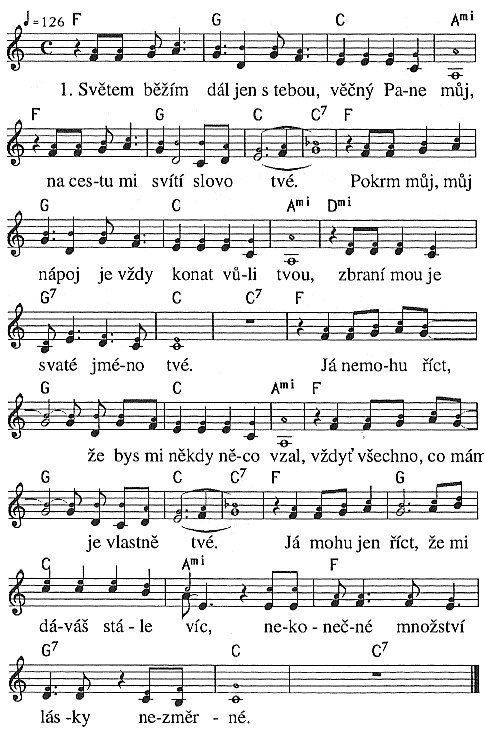 ♩=126 F G C Ami
1. Světem běžím dál jen s tebou, věčný Pa-ne můj,
F G C C7 F
na ces-tu mi svítí slovo tvé. Pokrm můj, můj
G C Ami Dmi
nápoj je vždy konat vů-li tvou, zbraní mou je
G7 C C7 F
svaté jmé-no tvé. Já nemo-hu říct,
G C Ami F
že bys mi někdy ně-co vzal, vždyť všechno, co mám
G C C7 F G
je vlastně tvé. Já mohu jen říct, že mi
C Ami F
dá-váš stá-le víc, ne-ko-nečné množství
G7 C C7
lás-ky ne-změr-né.